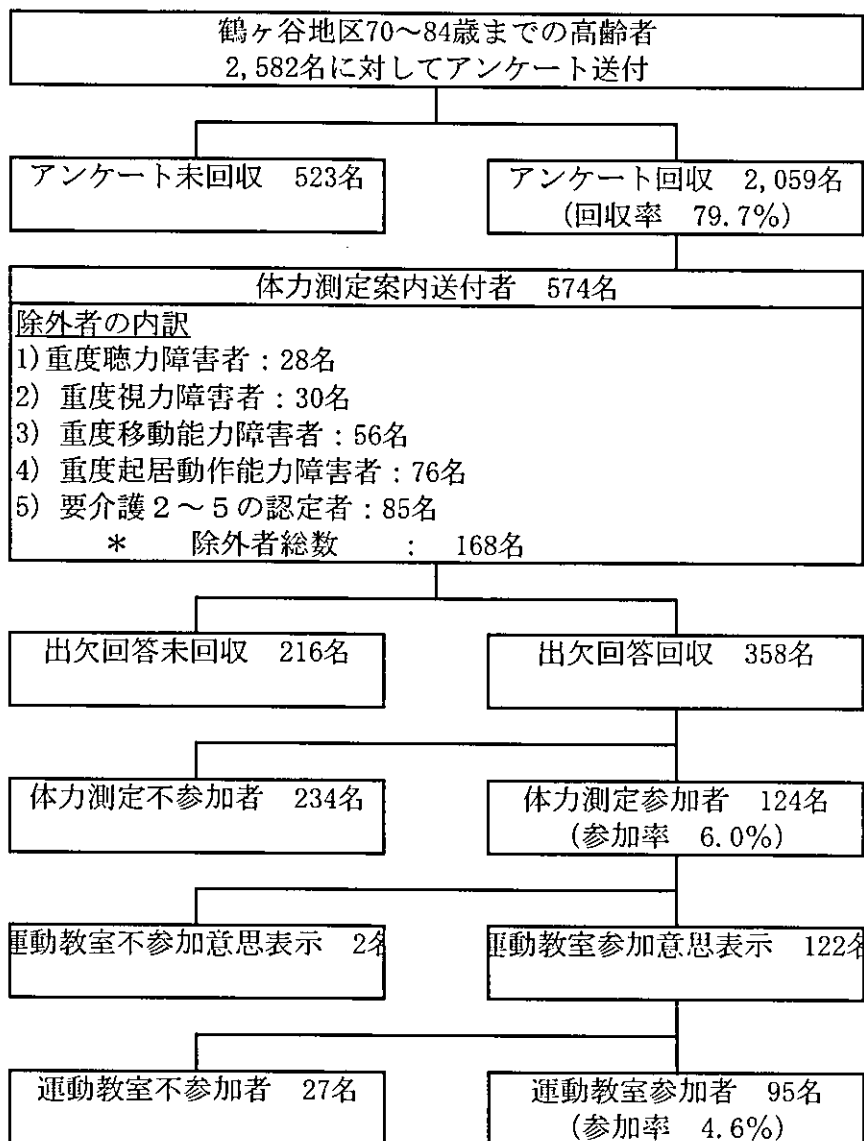 鶴ヶ谷地区70～84歳までの高齢者
2,582名に対してアンケート送付
アンケート未回収　523名
アンケート回収　2,059名
(回収率　79.7%)
体力測定案内送付者　574名
除外者の内訳
1)重度聴力障害者：28名
2) 重度視力障害者：30名
3) 重度移動能力障害者：56名
4) 重度起居動作能力障害者：76名
5) 要介護２～５の認定者：85名
＊　除外者総数　：　168名
出欠回答未回収　216名
出欠回答回収　358名
体力測定不参加者　234名
体力測定参加者　124名
(参加率　6.0%)
運動教室不参加意思表示　2名
運動教室参加意思表示　122名
運動教室不参加者　27名
運動教室参加者　95名
(参加率　4.6%)